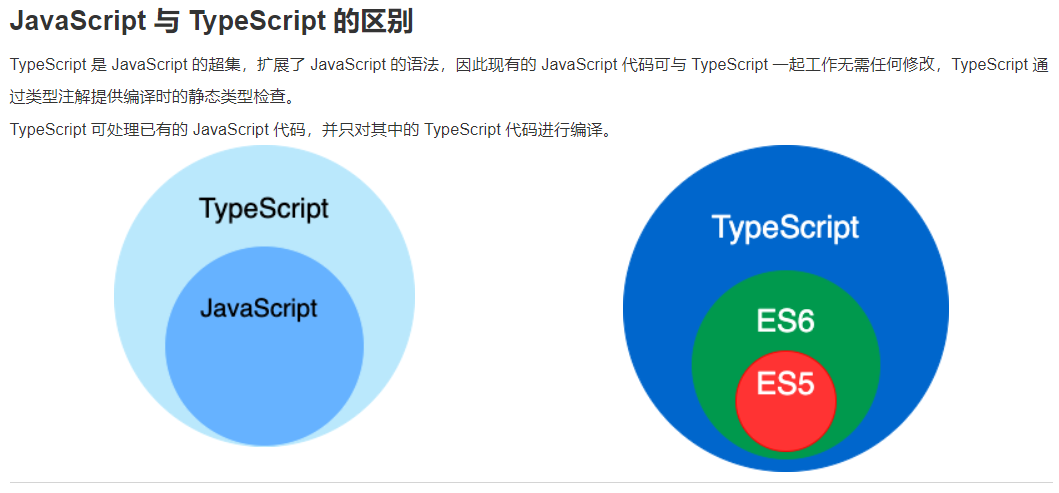 JavaScript 与 TypeScript 的区别
TypeScript 是 JavaScript 的超集，扩展了 JavaScript 的语法，因此现有的 JavaScript 代码可与 TypeScript 一起工作无需任何修改，TypeScript 通
过类型注解提供编译时的静态类型检查。
TypeScript 可处理已有的 JavaScript 代码，并只对其中的 TypeScript 代码进行编译。
TypeScript
JavaScript
TypeScript
ES6
ES5